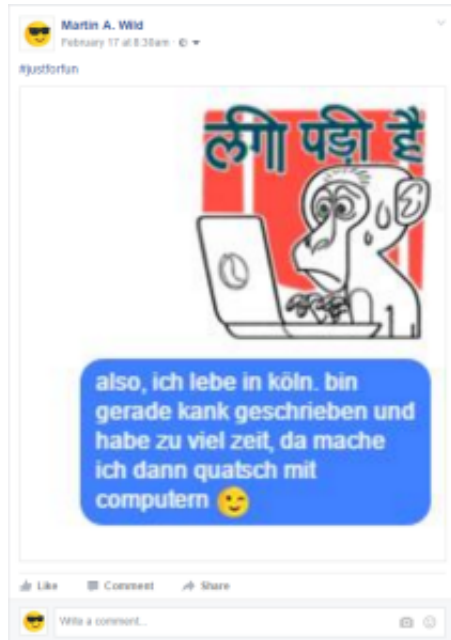 Martin A. Wild
February 17 at 8:38am ·
#justforfun
लगी पड़ी है
also, ich lebe in köln. bin
gerade kank geschrieben und
habe zu viel zeit, da mache
ich dann quatsch mit
computern
Like Comment Share
Write a comment...